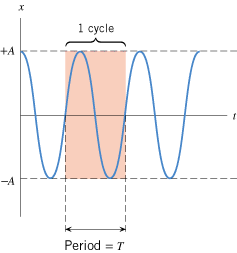 x
1 cycle
+A
t
−A
Period = T